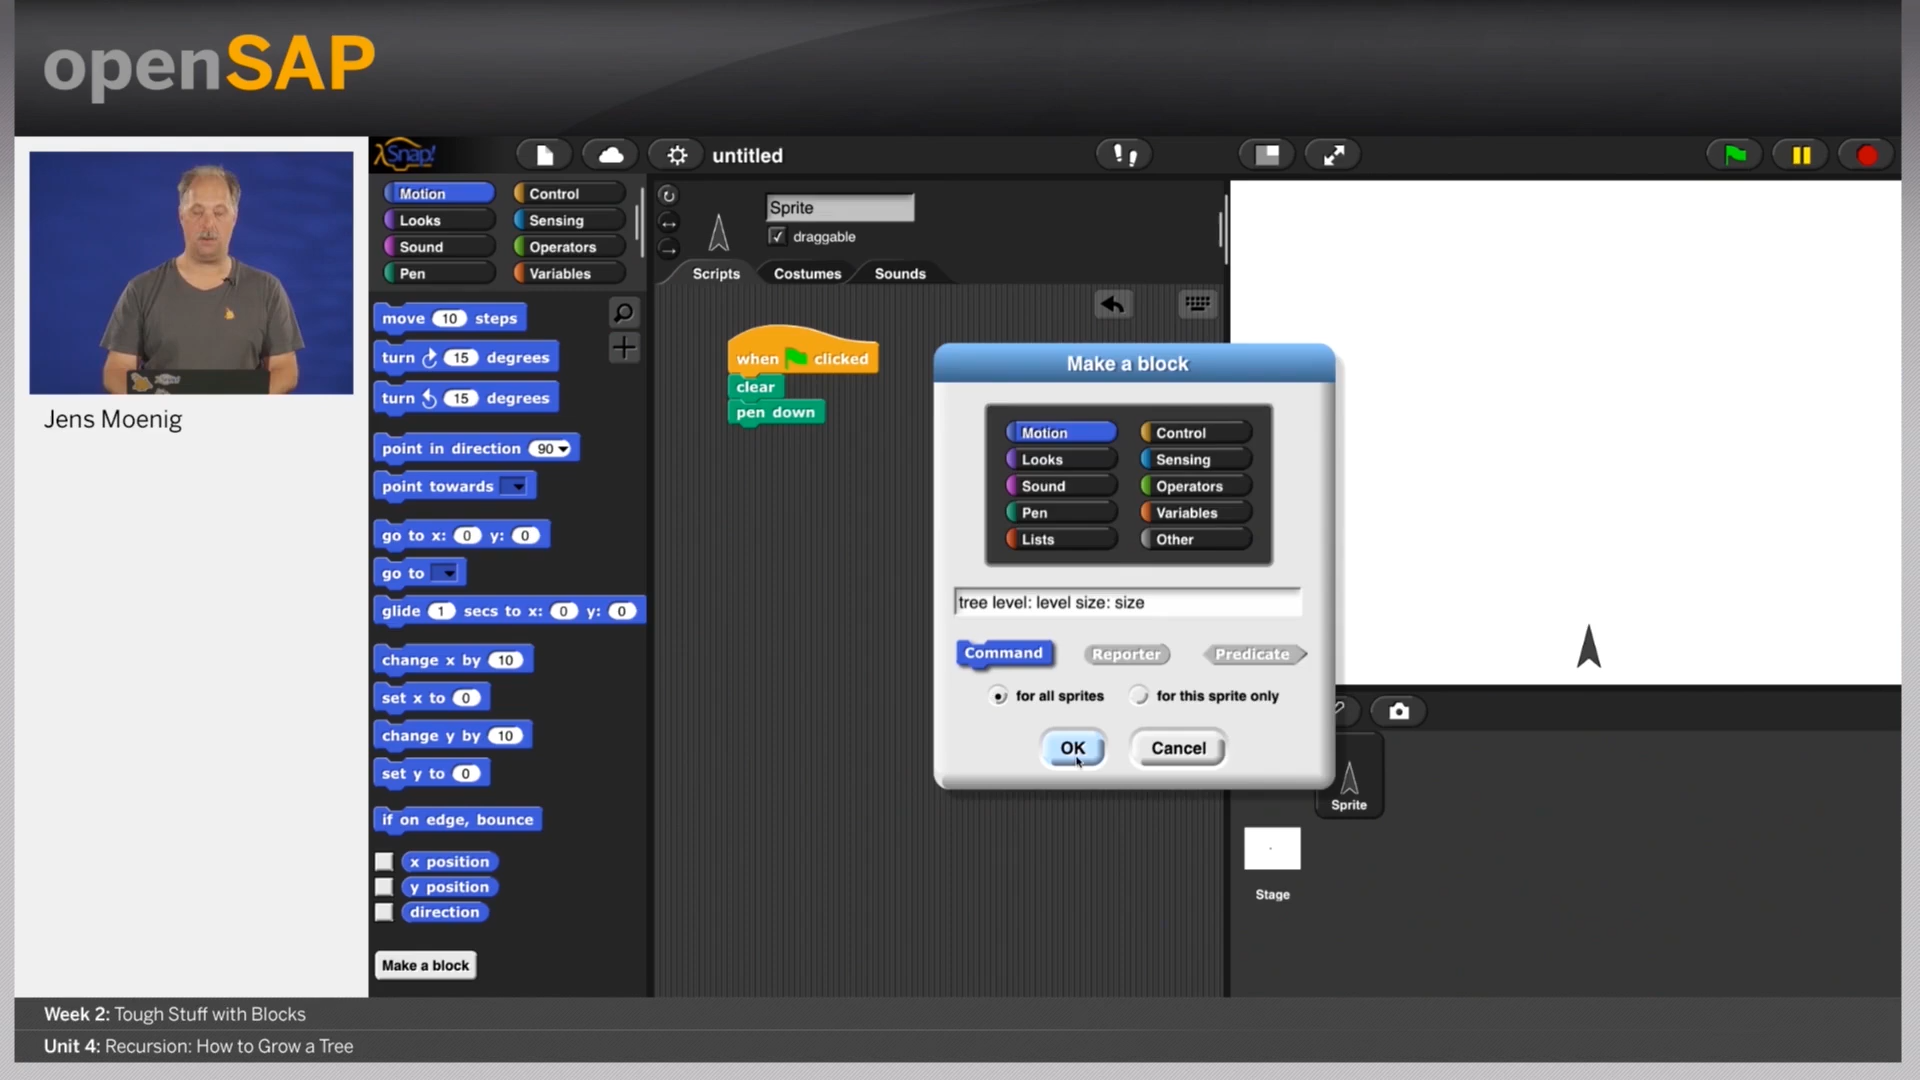 openSAP
Snap!
untitled
Motion
Control
Looks
Sensing
Sound
Operators
Pen
Variables
Sprite
draggable
Scripts
Costumes
Sounds
move 10 steps
turn 15 degrees
turn 15 degrees
point in direction 90
point towards
go to x: 0 y: 0
go to
glide 1 secs to x: 0 y: 0
change x by 10
set x to 0
change y by 10
set y to 0
if on edge, bounce
x position
y position
direction
Make a block
when clicked
clear
pen down
Make a block
Motion
Control
Looks
Sensing
Sound
Operators
Pen
Variables
Lists
Other
tree level: level size: size
Command
Reporter
Predicate
for all sprites
for this sprite only
OK
Cancel
Sprite
Stage
Jens Moenig
Week 2: Tough Stuff with Blocks
Unit 4: Recursion: How to Grow a Tree